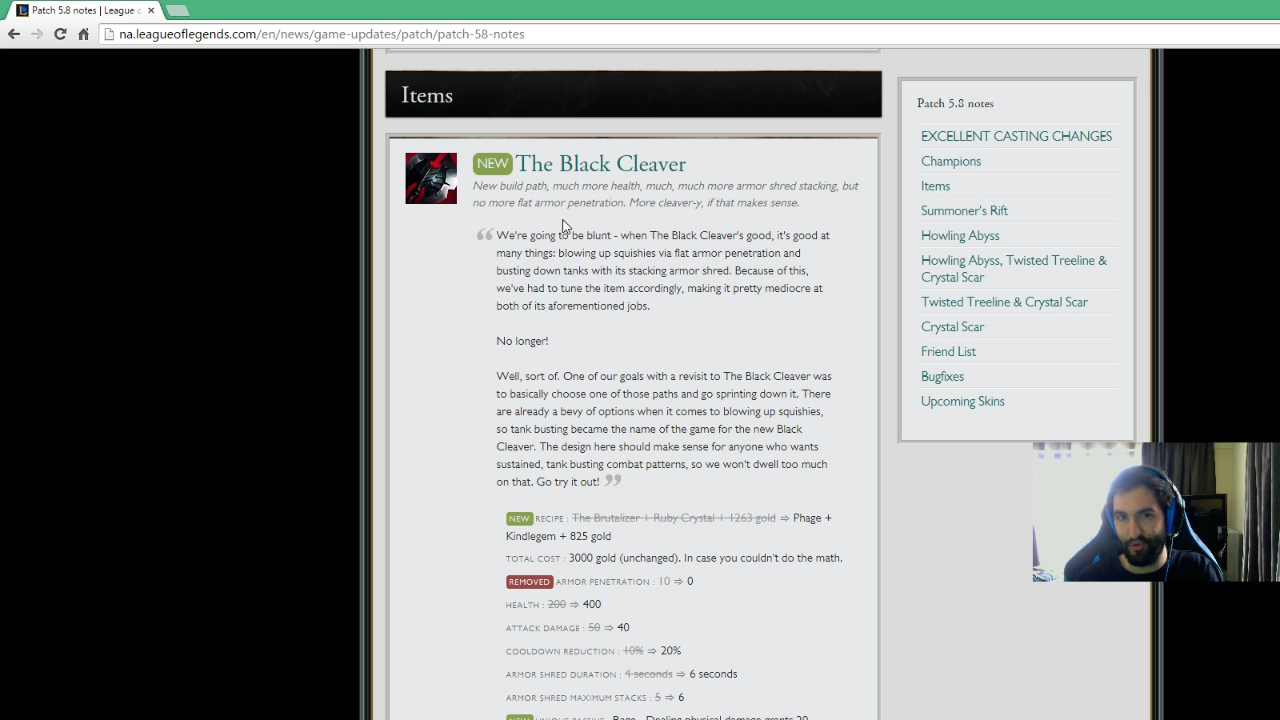 Patch 5.8 notes | League c
na.leagueoflegends.com/en/news/game-updates/patch/patch-58-notes
Items
NEW The Black Cleaver
New build path, much more health, much, much more armor shred stacking, but
no more flat armor penetration. More cleaver-y, if that makes sense.
“ We're going to be blunt - when The Black Cleaver's good, it's good at
many things: blowing up squishies via flat armor penetration and
busting down tanks with its stacking armor shred. Because of this,
we've had to tune the item accordingly, making it pretty mediocre at
both of its aforementioned jobs.
No longer!
Well, sort of. One of our goals with a revisit to The Black Cleaver was
to basically choose one of those paths and go sprinting down it. There
are already a bevy of options when it comes to blowing up squishies,
so tank busting became the name of the game for the new Black
Cleaver. The design here should make sense for anyone who wants
sustained, tank busting combat patterns, so we won't dwell too much
on that. Go try it out! ”
NEW RECIPE : The Brutalizer + Ruby Crystal + 1263 gold ⇒ Phage +
Kindlegem + 825 gold
TOTAL COST : 3000 gold (unchanged). In case you couldn't do the math.
REMOVED ARMOR PENETRATION : 10 ⇒ 0
HEALTH : 200 ⇒ 400
ATTACK DAMAGE : 50 ⇒ 40
COOLDOWN REDUCTION : 10% ⇒ 20%
ARMOR SHRED DURATION : 4 seconds ⇒ 6 seconds
ARMOR SHRED MAXIMUM STACKS : 5 ⇒ 6
NEW UNIQUE PASSIVE : Rage - Dealing physical damage grants 20
Patch 5.8 notes
EXCELLENT CASTING CHANGES
Champions
Items
Summoner's Rift
Howling Abyss
Howling Abyss, Twisted Treeline &
Crystal Scar
Twisted Treeline & Crystal Scar
Crystal Scar
Friend List
Bugfixes
Upcoming Skins